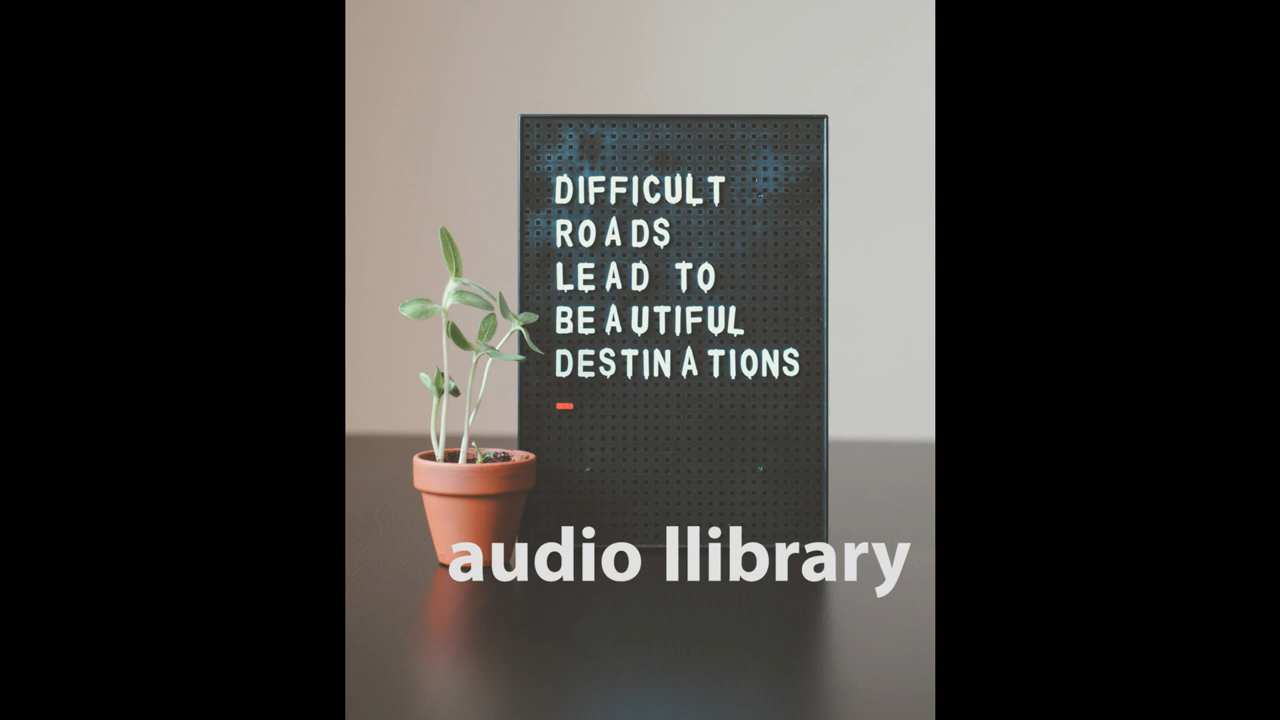 DIFFICULT
ROADS
LEAD TO
BEAUTIFUL
DESTINATIONS
audio llibrary